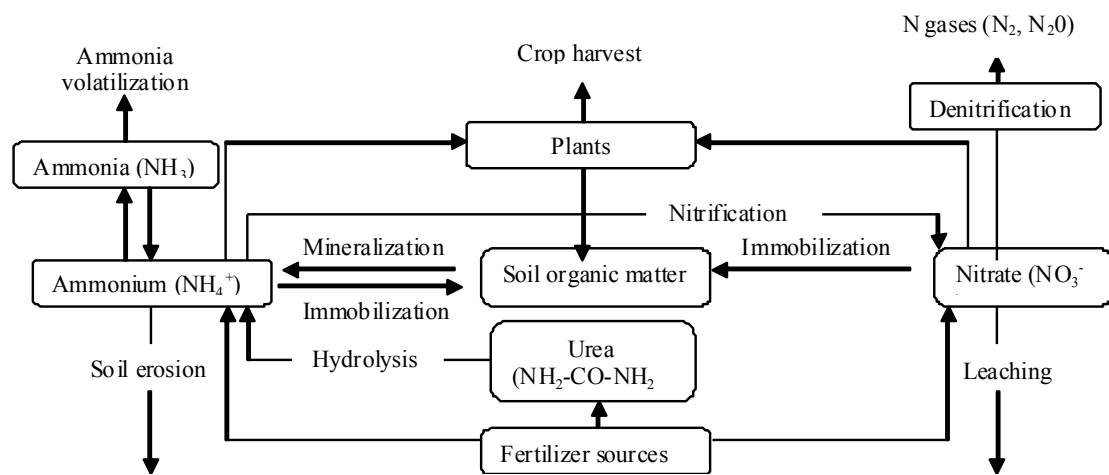 N gases (N₂, N₂0)
Ammonia
volatilization
Crop harvest
Denitrification
Plants
Ammonia (NH₃)
Nitrification
Mineralization
Immobilization
Ammonium (NH₄⁺)
Soil organic matter
Nitrate (NO₃⁻
Immobilization
Urea
(NH₂-CO-NH₂
Hydrolysis
Soil erosion
Leaching
Fertilizer sources